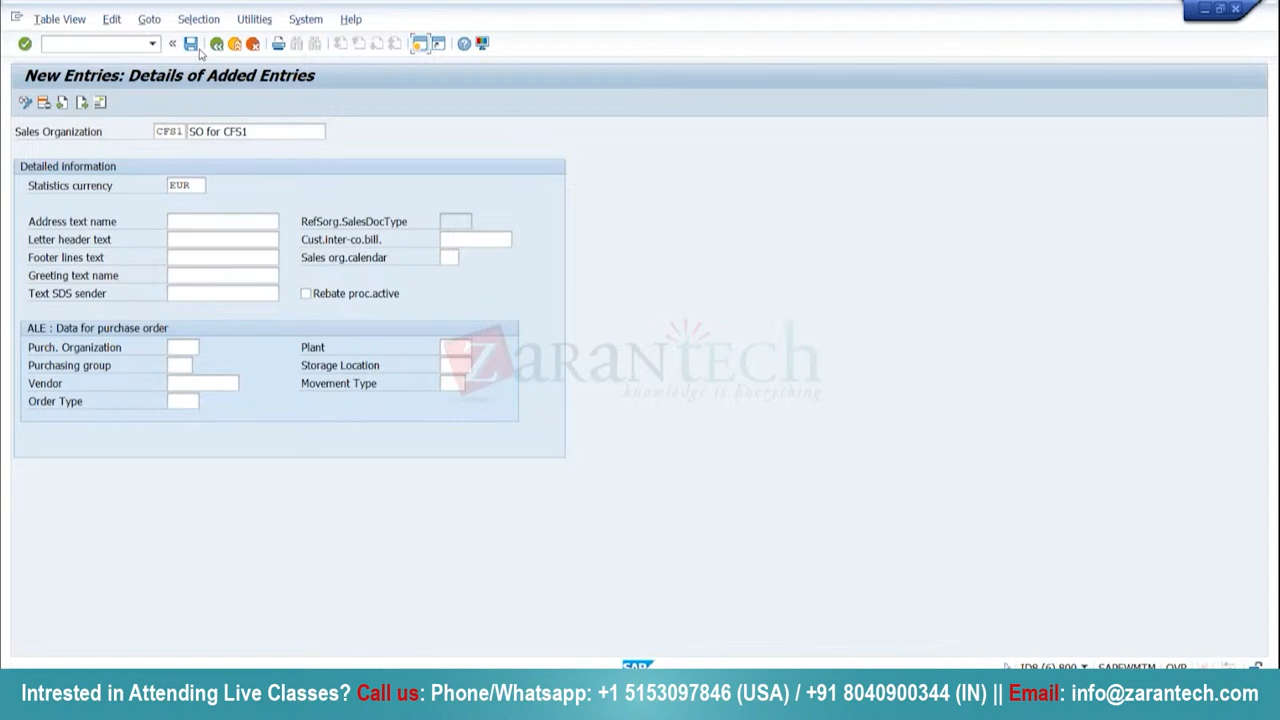 Table View Edit Goto Selection Utilities System Help
New Entries: Details of Added Entries
Sales Organization CFS1 SO for CFS1
Detailed information
Statistics currency EUR
Address text name RefSorg.SalesDocType
Letter header text Cust.inter-co.bill.
Footer lines text Sales org.calendar
Greeting text name
Text SDS sender Rebate proc.active
ALE : Data for purchase order
Purch. Organization Plant
Purchasing group Storage Location
Vendor Movement Type
Order Type
ZARANTECH
knowledge is Everything
SAP
Intrested in Attending Live Classes? Call us: Phone/Whatsapp: +1 5153097846 (USA) / +91 8040900344 (IN) || Email: info@zarantech.com